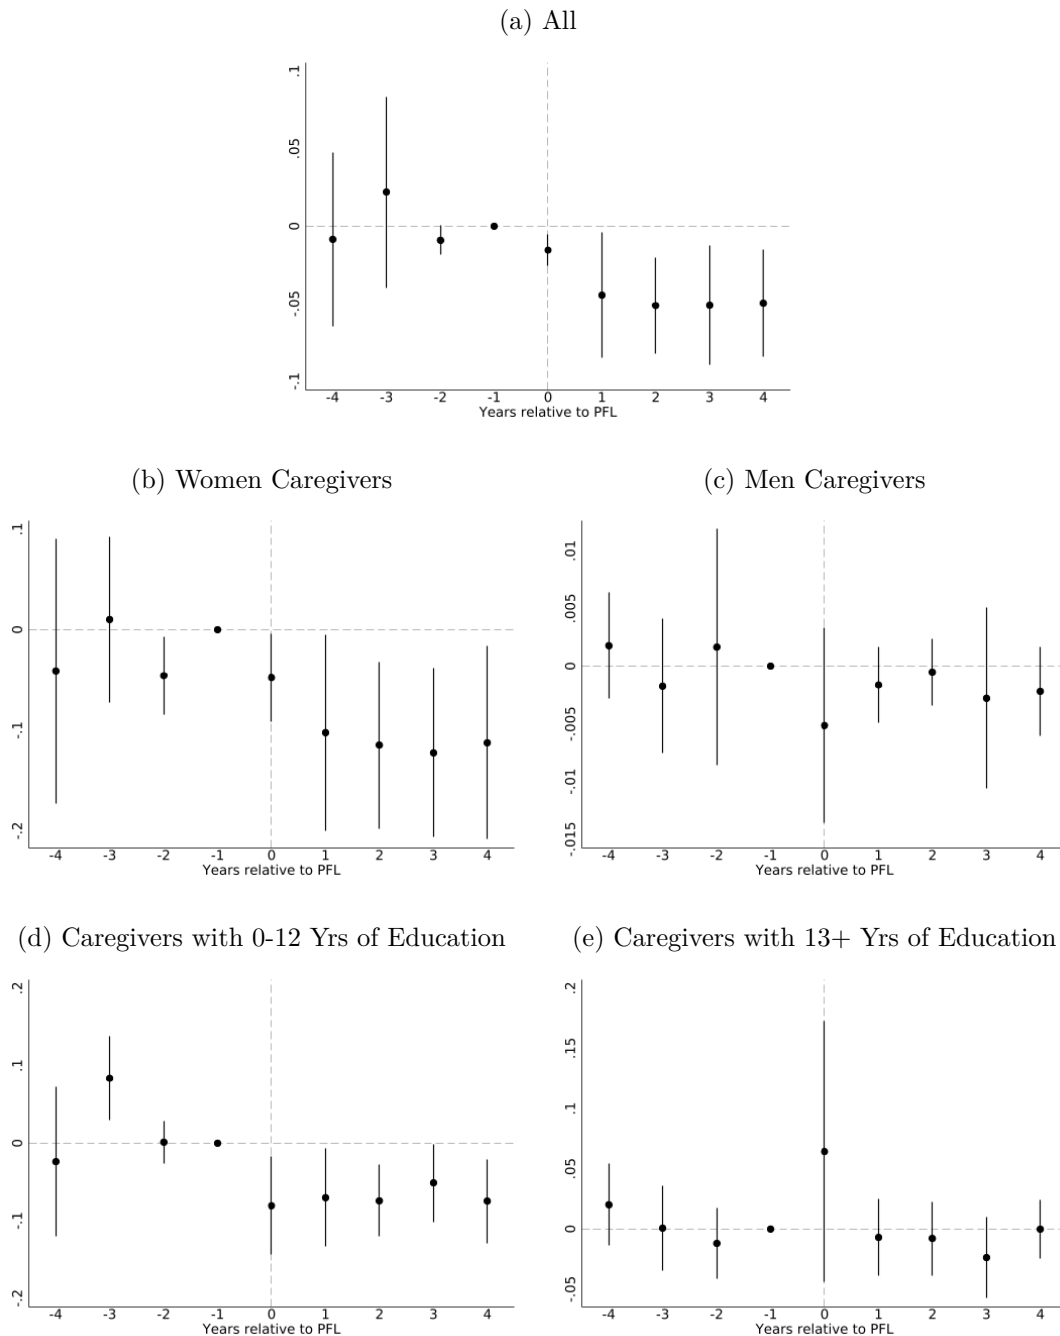 (a) All
.1
.05
0
-.05
-.1
-4 -3 -2 -1 0 1 2 3 4
Years relative to PFL
(b) Women Caregivers
.1
0
-.1
-.2
-4 -3 -2 -1 0 1 2 3 4
Years relative to PFL
(c) Men Caregivers
.01
.005
0
-.005
-.01
-.015
-4 -3 -2 -1 0 1 2 3 4
Years relative to PFL
(d) Caregivers with 0-12 Yrs of Education
.2
.1
0
-.1
-.2
-4 -3 -2 -1 0 1 2 3 4
Years relative to PFL
(e) Caregivers with 13+ Yrs of Education
.2
.15
.1
.05
0
-.05
-4 -3 -2 -1 0 1 2 3 4
Years relative to PFL